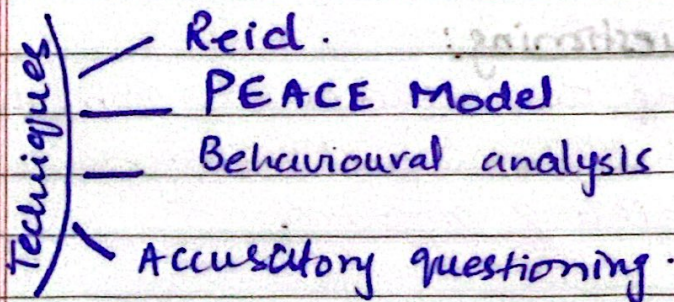 Techniques
Reid.
PEACE Model
Behavioural analysis
Accusatory questioning.